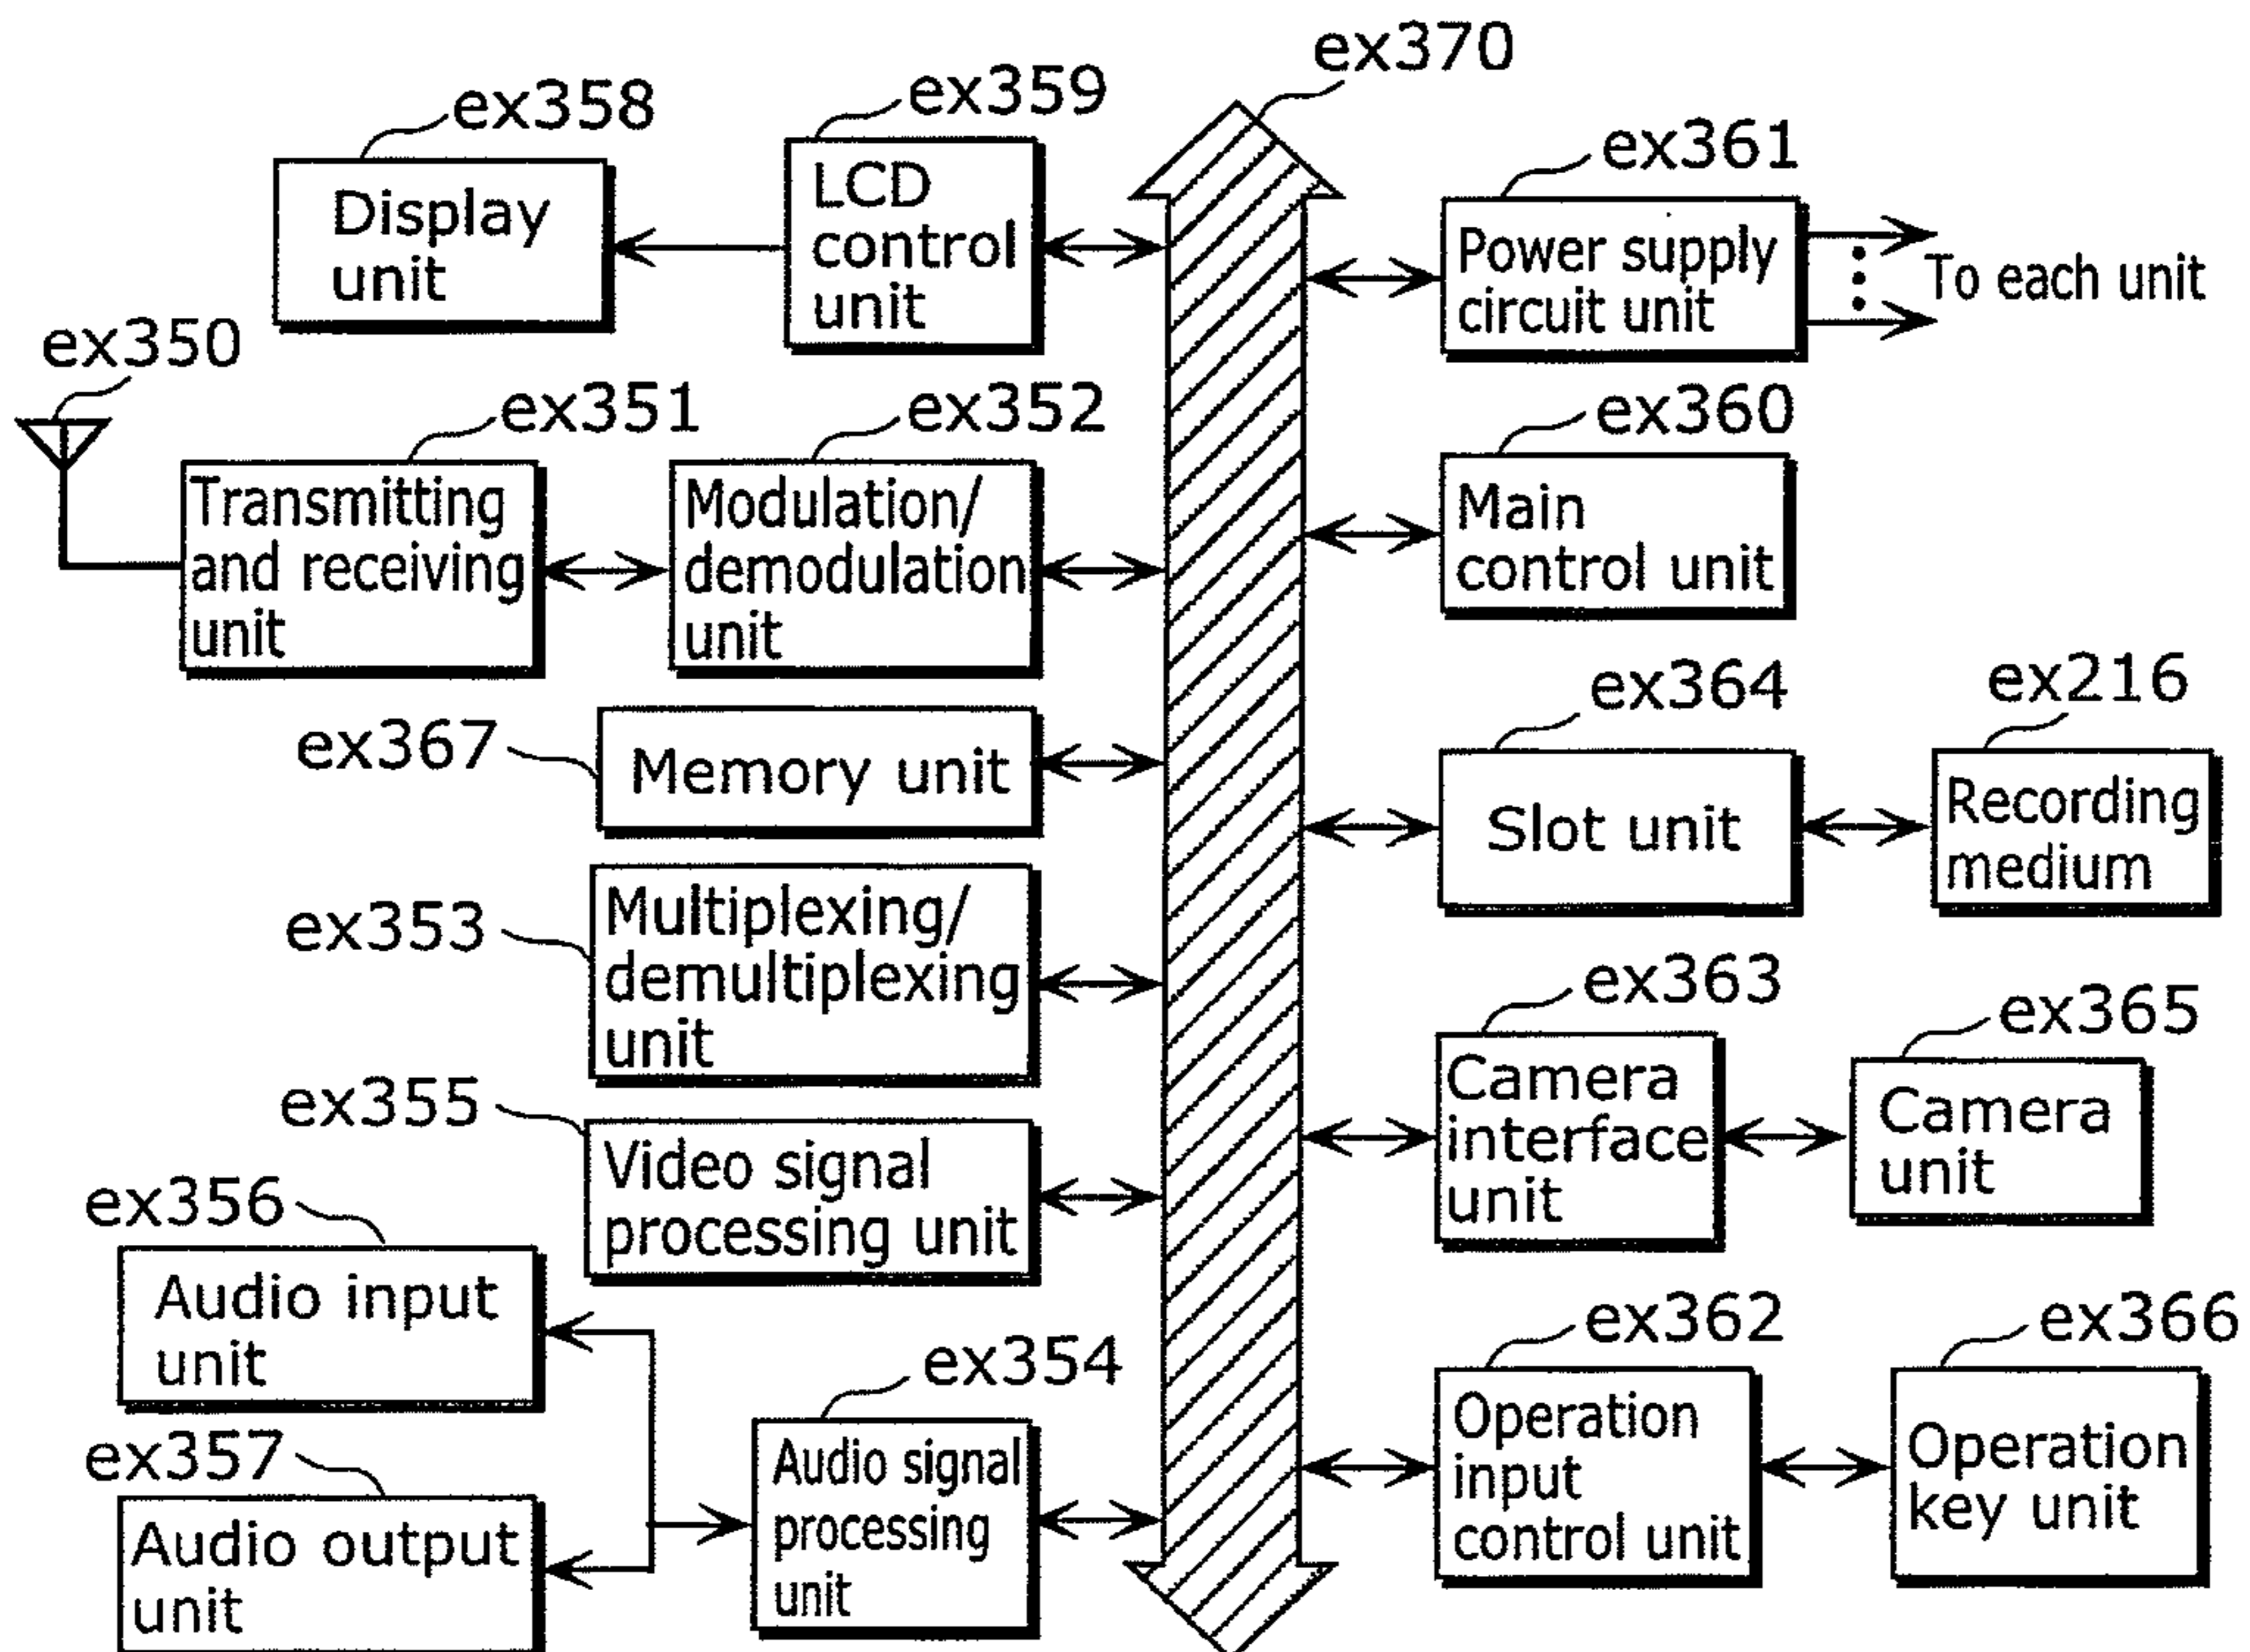 ex370
ex358
ex359
ex361
Display
unit
LCD
control
unit
Power supply
circuit unit
To each unit
ex350
ex351
ex352
ex360
Transmitting
and receiving
unit
Modulation/
demodulation
unit
Main
control unit
ex367
Memory unit
ex364
ex216
Slot unit
Recording
medium
ex353
Multiplexing/
demultiplexing
unit
ex363
ex365
Camera
interface
unit
Camera
unit
ex355
Video signal
processing unit
ex356
Audio input
unit
ex362
ex366
Operation
input
control unit
Operation
key unit
ex357
Audio output
unit
ex354
Audio signal
processing
unit